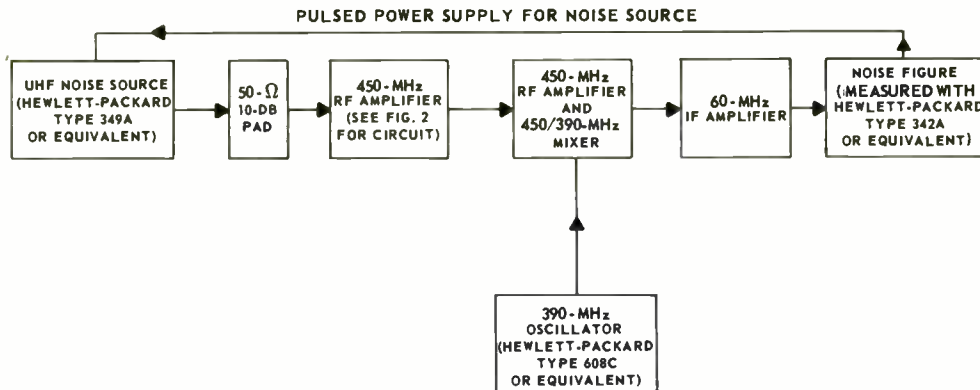 PULSED POWER SUPPLY FOR NOISE SOURCE
UHF NOISE SOURCE
(HEWLETT-PACKARD
TYPE 349A
OR EQUIVALENT)
50-Ω
10-DB
PAD
450-MHz
RF AMPLIFIER
(SEE FIG. 2
FOR CIRCUIT)
450-MHz
RF AMPLIFIER
AND
450/390-MHz
MIXER
60-MHz
IF AMPLIFIER
NOISE FIGURE
(MEASURED WITH
HEWLETT-PACKARD
TYPE 342A
OR EQUIVALENT)
390-MHz
OSCILLATOR
(HEWLETT-PACKARD
TYPE 608C
OR EQUIVALENT)